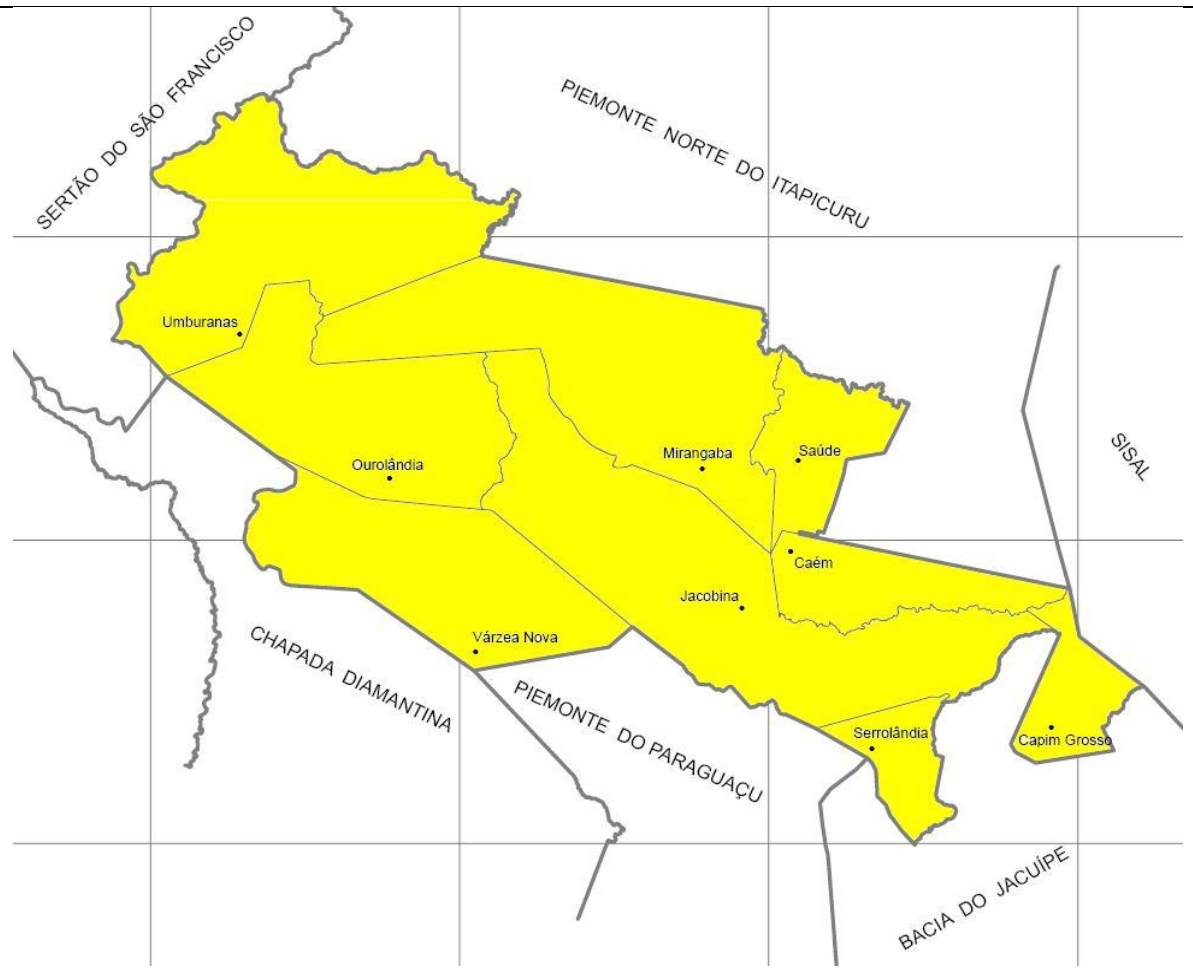 SERTÃO DO SÃO FRANCISCO
PIEMONTE NORTE DO ITAPICURU
Umburanas
SISAL
Mirangaba
Saúde
Ourolândia
Caém
Jacobina
Várzea Nova
CHAPADA DIAMANTINA
PIEMONTE DO PARAGUAÇU
Serrolândia
Capim Grosso
BACIA DO JACUÍPE